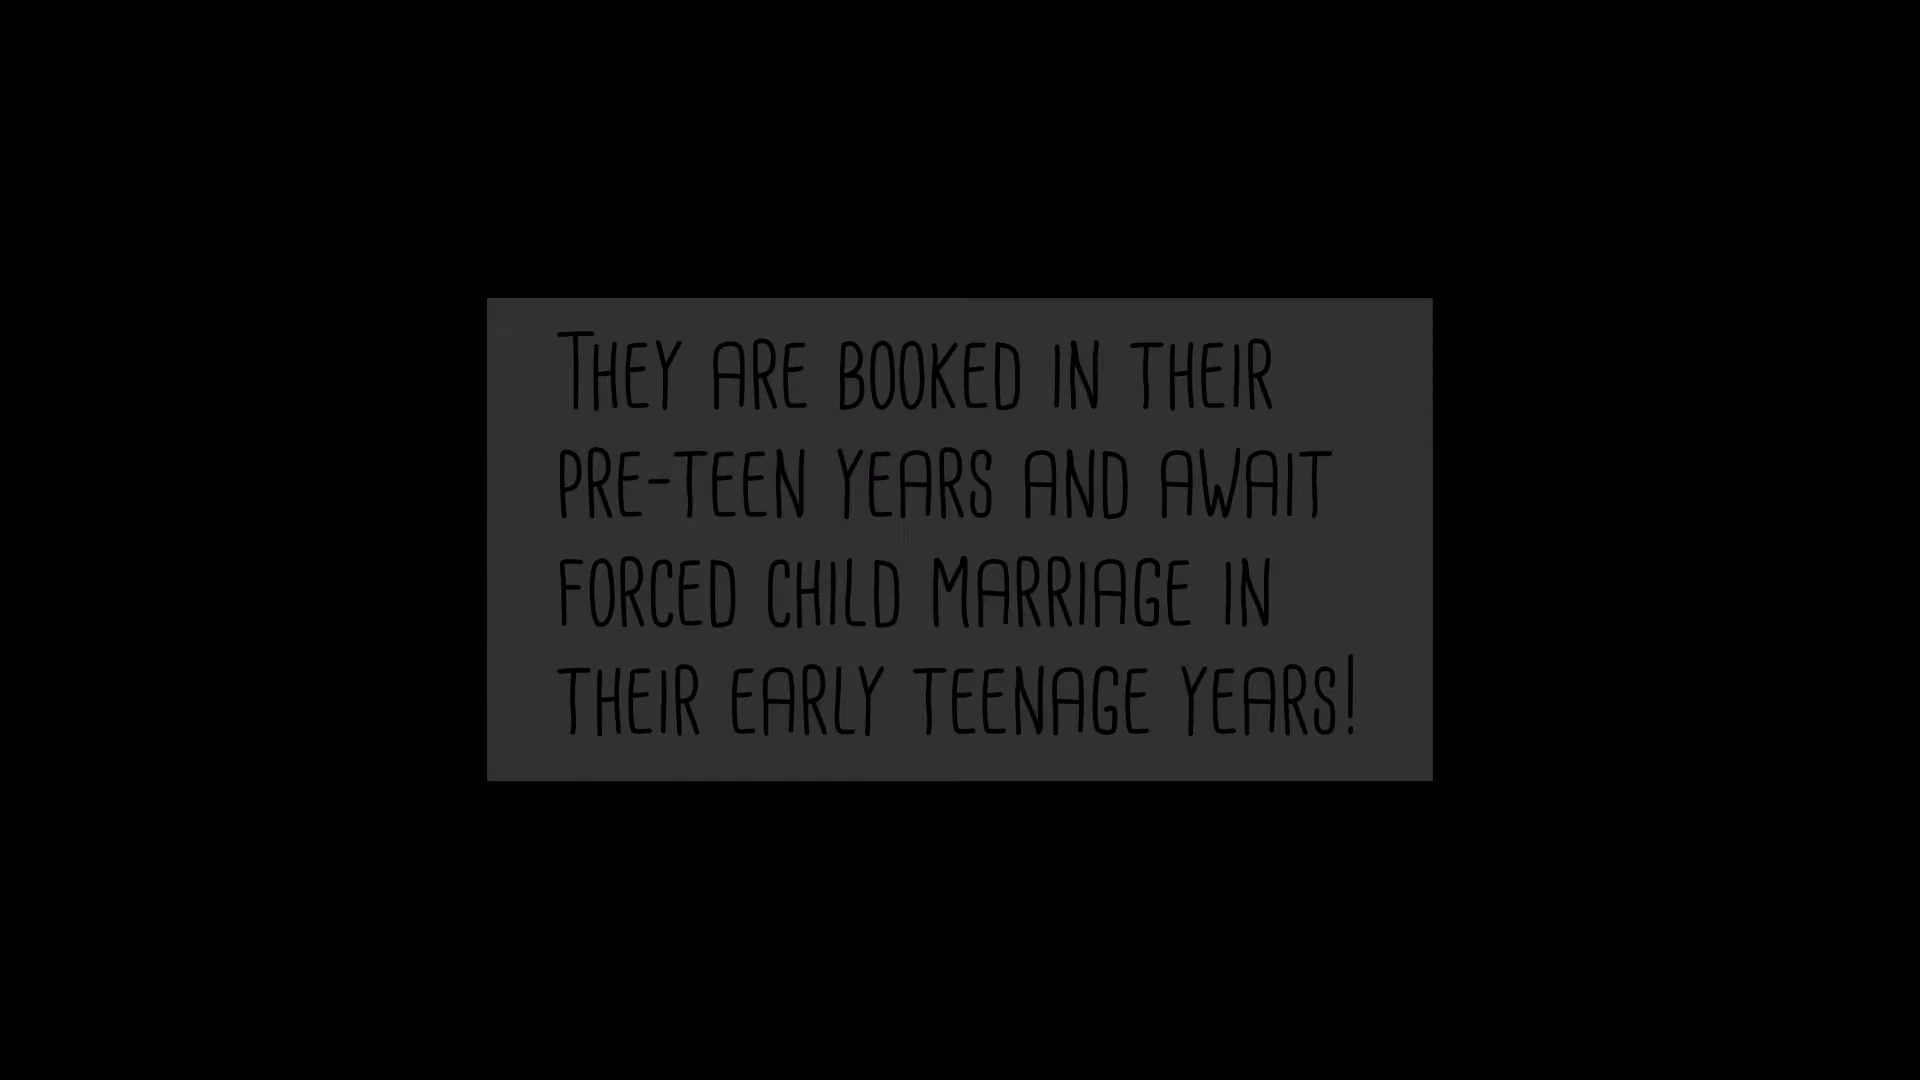 They are booked in their
pre-teen years and await
forced child marriage in
their early teenage years!